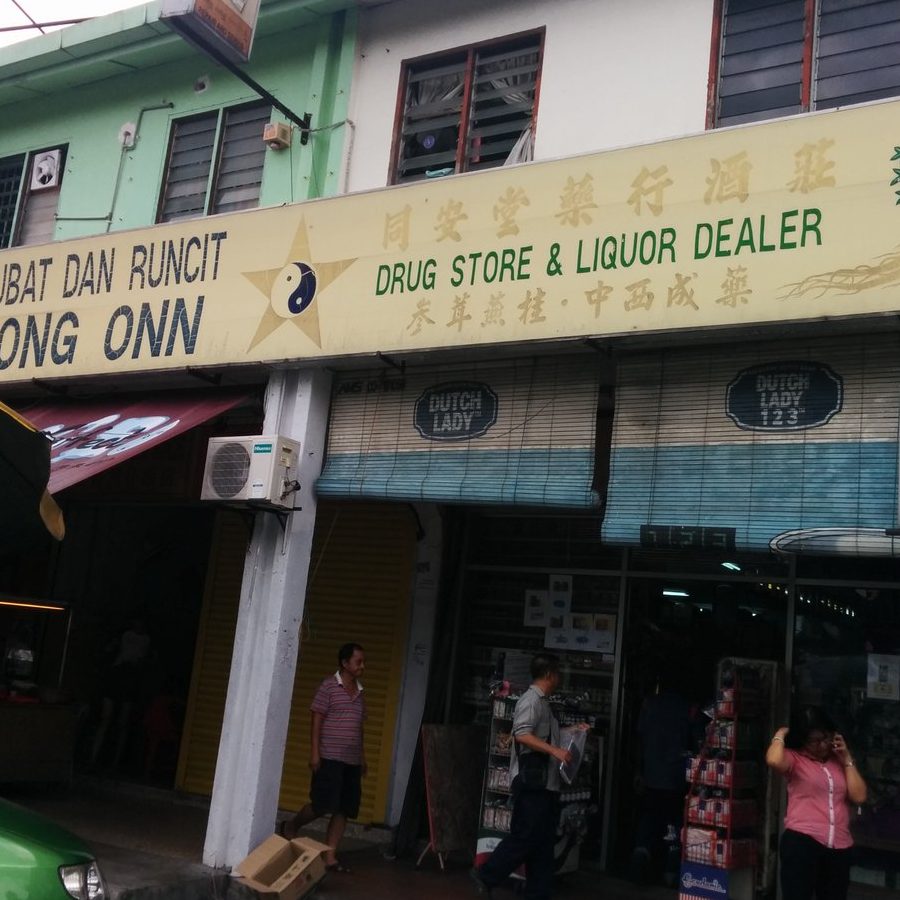 UBAT DAN RUNCIT
ONG ONN
同安堂藥行酒莊
DRUG STORE & LIQUOR DEALER
參茸燕桂·中西成藥
DUTCH
LADY
DUTCH
LADY
123
Hisense